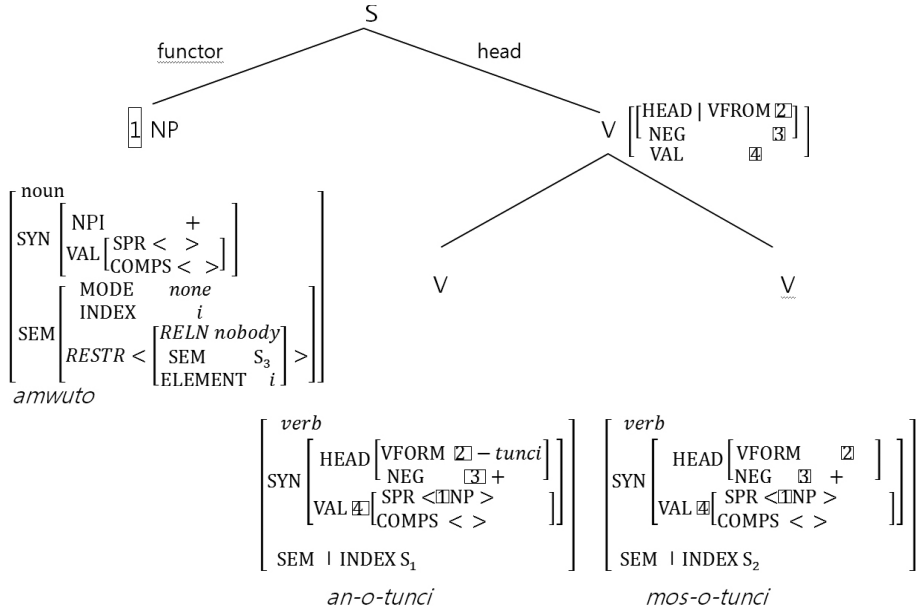 S
functor
head
1 NP
V [[HEAD | VFROM 2]
NEG 3
VAL 4]
noun
SYN [NPI +
VAL [SPR < >
COMPS < >]]
SEM [MODE none
INDEX i
RESTR < [RELN nobody
SEM S₃
ELEMENT i] >]
amwuto
V
V
verb
SYN [HEAD [VFORM 2 − tunci
NEG 3 +]
VAL 4 [SPR <1NP >
COMPS < >]]
SEM | INDEX S₁
an-o-tunci
verb
SYN [HEAD [VFORM 2
NEG 3 +]
VAL 4 [SPR <1NP >
COMPS < >]]
SEM | INDEX S₂
mos-o-tunci